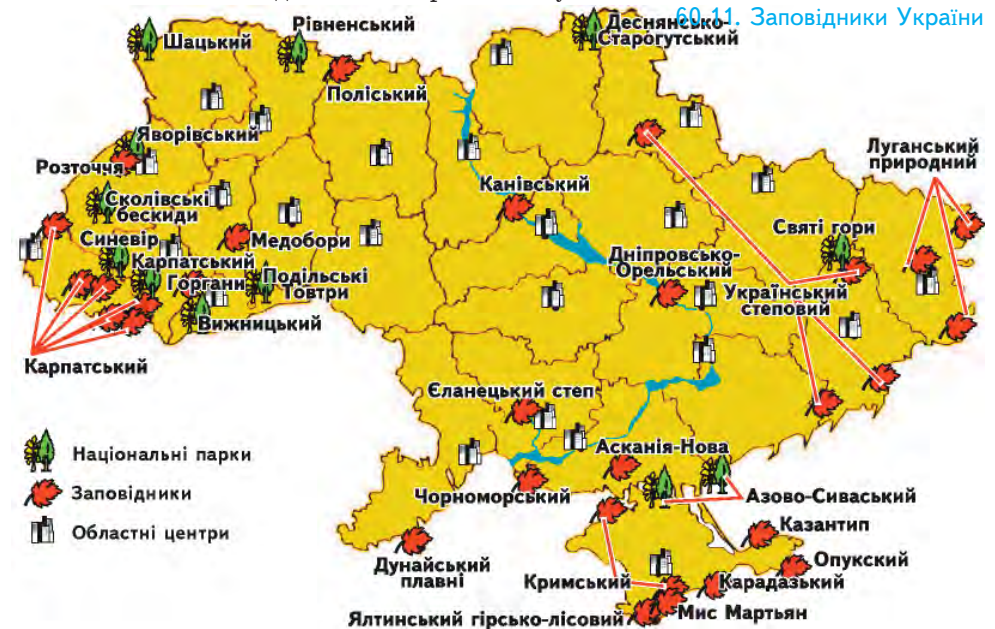 60.11. Заповідники України
Деснянсько-
Старогутський
Рівненський
Шацький
Поліський
Яворівський
Розточчя
Луганський
природний
Канівський
Сколівські
бескиди
Святі гори
Синевір
Медобори
Карпатський
Дніпровсько-
Орельський
Горгани
Подільські
Товтри
Український
степовий
Вижницький
Карпатський
Єланецький степ
Асканія-Нова
Національні парки
Заповідники
Чорноморський
Азово-Сиваський
Обласtні центри
Казантип
Дунайський
плавні
Опукский
Кримський
Карадазький
Мис Мартьян
Ялтинський гірсько-лісовий